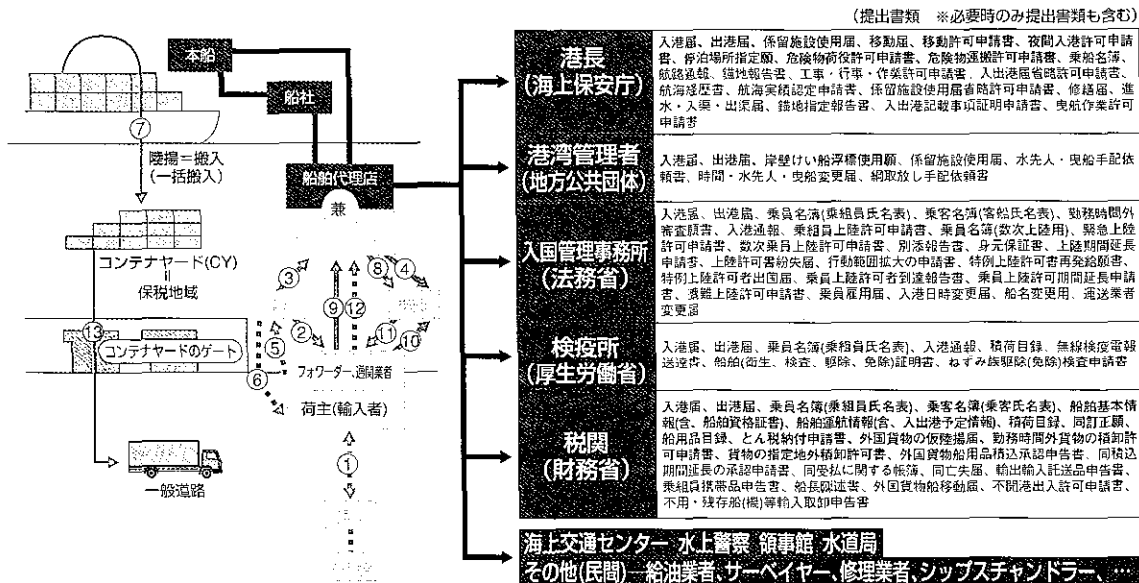 (提出書類 ※必要時のみ提出書類も含む)
本船
船社
船舶代理店
兼
⑦
陸揚=搬入
(一括搬入)
コンテナヤード(CY)
||
保税地域
⑬
コンテナヤードのゲート
一般道路
③
⑧
④
⑨
⑫
②
⑤
⑪
⑩
⑥
フォワーダー、通関業者
荷主(輸入者)
①
港長
(海上保安庁)
入港届、出港届、係留施設使用届、移動届、移動許可申請書、夜間入港許可申請
書、停泊場所指定願、危険物荷役許可申請書、危険物運搬許可申請書、乗船名簿、
航路通報、錨地報告書、工事・行事・作業許可申請書、入出港届省略許可申請書、
航海経歴書、航海実績認定申請書、係留施設使用届省略許可申請書、修繕届、進
水・入渠・出渠届、錨地指定報告書、入出港記載事項証明申請書、曳航作業許可
申請書
港湾管理者
(地方公共団体)
入港届、出港届、岸壁けい船浮標使用願、係留施設使用届、水先人・曳船手配依
頼書、時間・水先人・曳船変更届、綱取放し手配依頼書
入国管理事務所
(法務省)
入港届、出港届、乗員名簿(乗組員氏名表)、乗客名簿(客船氏名表)、勤務時間外
審査願書、入港通報、乗組員上陸許可申請書、乗員名簿(数次上陸用)、緊急上陸
許可申請書、数次乗員上陸許可申請書、別添報告書、身元保証書、上陸期間延長
申請書、上陸許可書紛失届、行動範囲拡大の申請書、特例上陸許可書再発給願書、
特例上陸許可者出国届、乗員上陸許可者到達報告書、乗員上陸許可期間延長申請
書、遭難上陸許可申請書、乗員雇用届、入港日時変更届、船名変更用、運送業者
変更届
検疫所
(厚生労働省)
入港届、出港届、乗員名簿(乗組員氏名表)、入港通報、積荷目録、無線検疫電報
送達書、船舶(衛生、検査、駆除、免除)証明書、ねずみ族駆除(免除)検査申請書
税関
(財務省)
入港届、出港届、乗員名簿(乗組員氏名表)、乗客名簿(乗客氏名表)、船舶基本情
報(含、船舶資格証書)、船舶運航情報(含、入出港予定情報)、積荷目録、同訂正願、
船用品目録、とん税納付申請書、外国貨物の仮陸揚届、勤務時間外貨物の積卸許
可申請書、貨物の指定地外積卸許可書、外国貨物船用品積込承認申告書、同積込
期間延長の承認申請書、同受払に関する帳簿、同亡失届、輸出輸入託送品申告書、
乗組員携帯品申告書、船長陳述書、外国貨物船移動届、不開港出入許可申請書、
不用・残存船(機)等輸入取卸申告書
海上交通センター 水上警察 領事館 水道局
その他(民間)―給油業者、サーベイヤー、修理業者、シップスチャンドラー、…